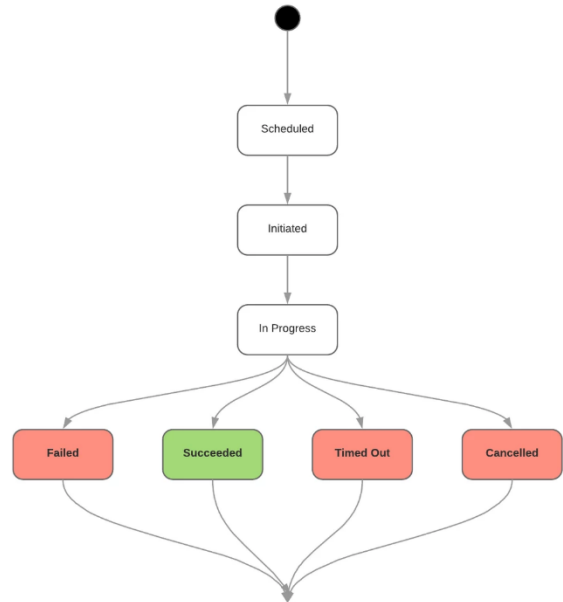 Scheduled
Initiated
In Progress
Failed
Succeeded
Timed Out
Cancelled